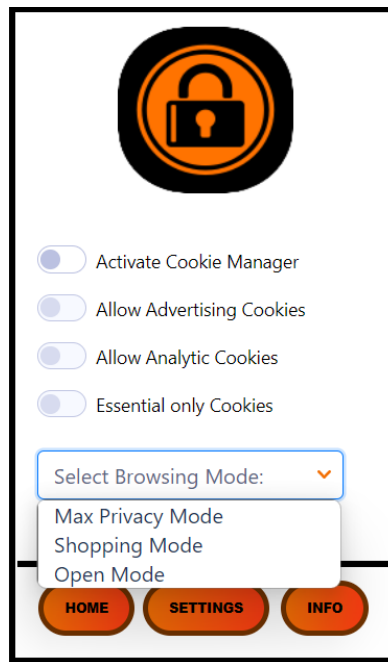 Activate Cookie Manager
Allow Advertising Cookies
Allow Analytic Cookies
Essential only Cookies
Select Browsing Mode:
Max Privacy Mode
Shopping Mode
Open Mode
HOME SETTINGS INFO